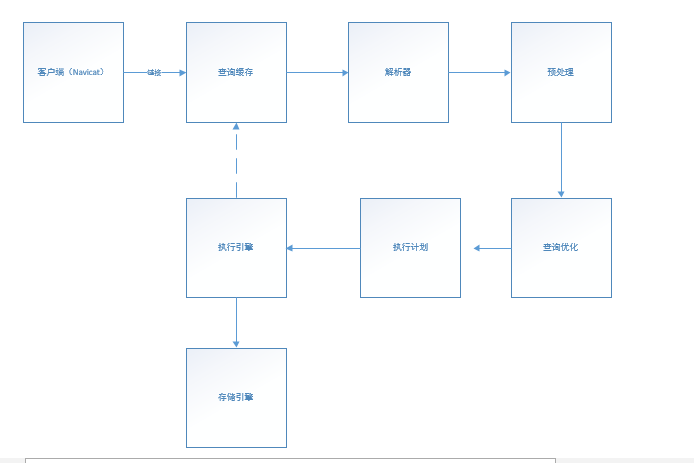 客户端（Navicat）
链接
查询缓存
解析器
预处理
执行引擎
执行计划
查询优化
存储引擎